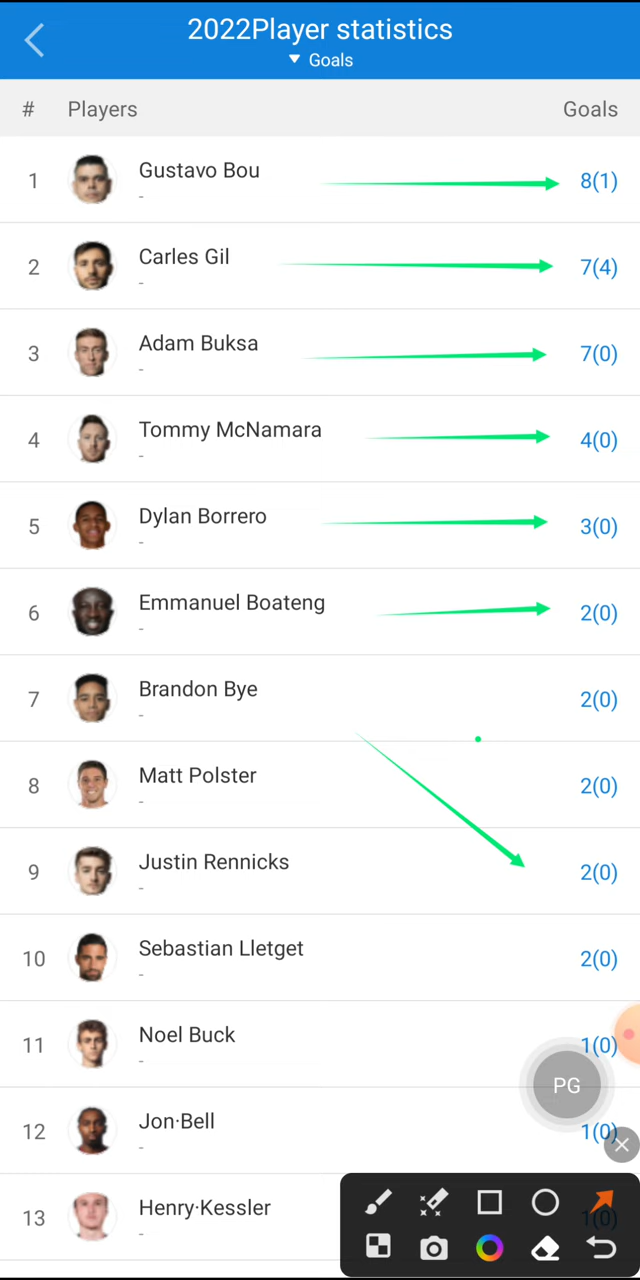 2022Player statistics
▼ Goals
# Players Goals
1 Gustavo Bou 8(1)
-
2 Carles Gil 7(4)
-
3 Adam Buksa 7(0)
-
4 Tommy McNamara 4(0)
-
5 Dylan Borrero 3(0)
-
6 Emmanuel Boateng 2(0)
-
7 Brandon Bye 2(0)
-
8 Matt Polster 2(0)
-
9 Justin Rennicks 2(0)
-
10 Sebastian Lletget 2(0)
-
11 Noel Buck 1(0)
-
PG
12 Jon·Bell 1(0)
-
13 Henry·Kessler 1(0)
-